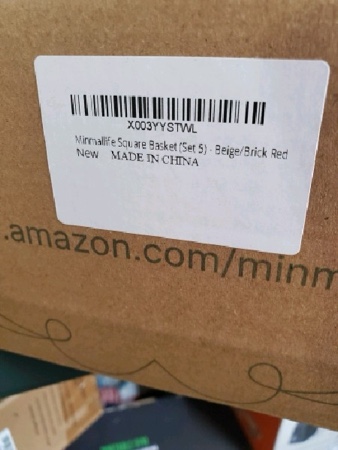 X003YYSTWL
Minmallife Square Basket(Set 5) - Beige/Brick Red
New MADE IN CHINA
.amazon.com/minm